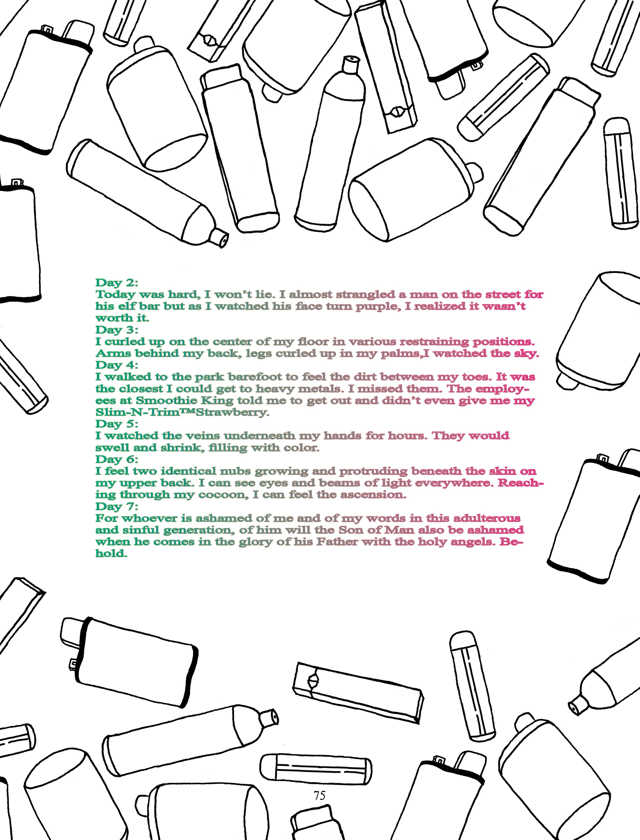 Day 2:
Today was hard, I won't lie. I almost strangled a man on the street for
his elf bar but as I watched his face turn purple, I realized it wasn't
worth it.
Day 3:
I curled up on the center of my floor in various restraining positions.
Arms behind my back, legs curled up in my palms,I watched the sky.
Day 4:
I walked to the park barefoot to feel the dirt between my toes. It was
the closest I could get to heavy metals. I missed them. The employ-
ees at Smoothie King told me to get out and didn't even give me my
Slim-N-Trim™Strawberry.
Day 5:
I watched the veins underneath my hands for hours. They would
swell and shrink, filling with color.
Day 6:
I feel two identical nubs growing and protruding beneath the skin on
my upper back. I can see eyes and beams of light everywhere. Reach-
ing through my cocoon, I can feel the ascension.
Day 7:
For whoever is ashamed of me and of my words in this adulterous
and sinful generation, of him will the Son of Man also be ashamed
when he comes in the glory of his Father with the holy angels. Be-
hold.
75